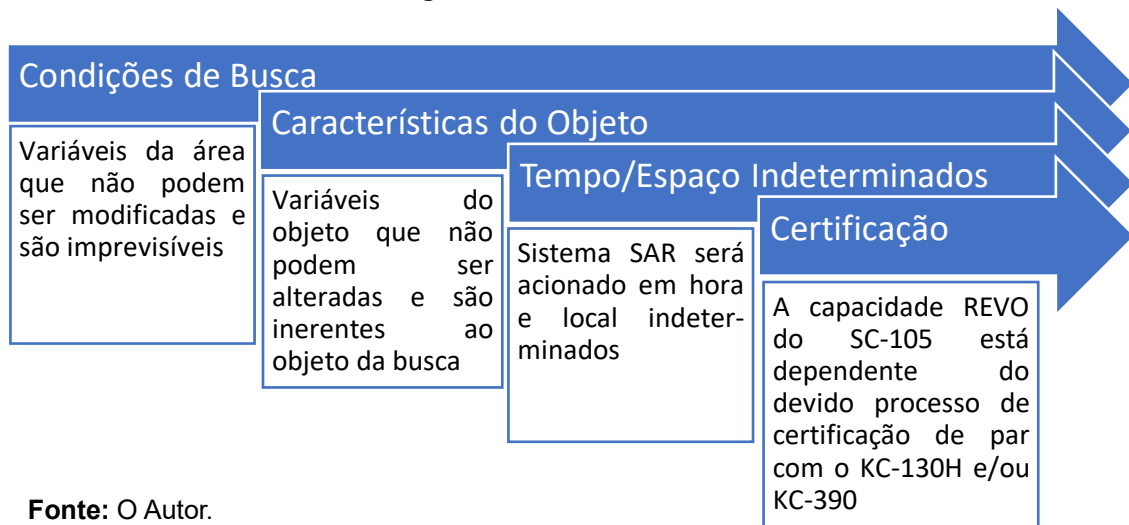 Condições de Busca
Variáveis da área
que não podem
ser modificadas e
são imprevisíveis
Características do Objeto
Variáveis do
objeto que não
podem ser
alteradas e são
inerentes ao
objeto da busca
Tempo/Espaço Indeterminados
Sistema SAR será
acionado em hora
e local indeter-
minados
Certificação
A capacidade REVO
do SC-105 está
dependente do
devido processo de
certificação de par
com o KC-130H e/ou
KC-390
Fonte: O Autor.